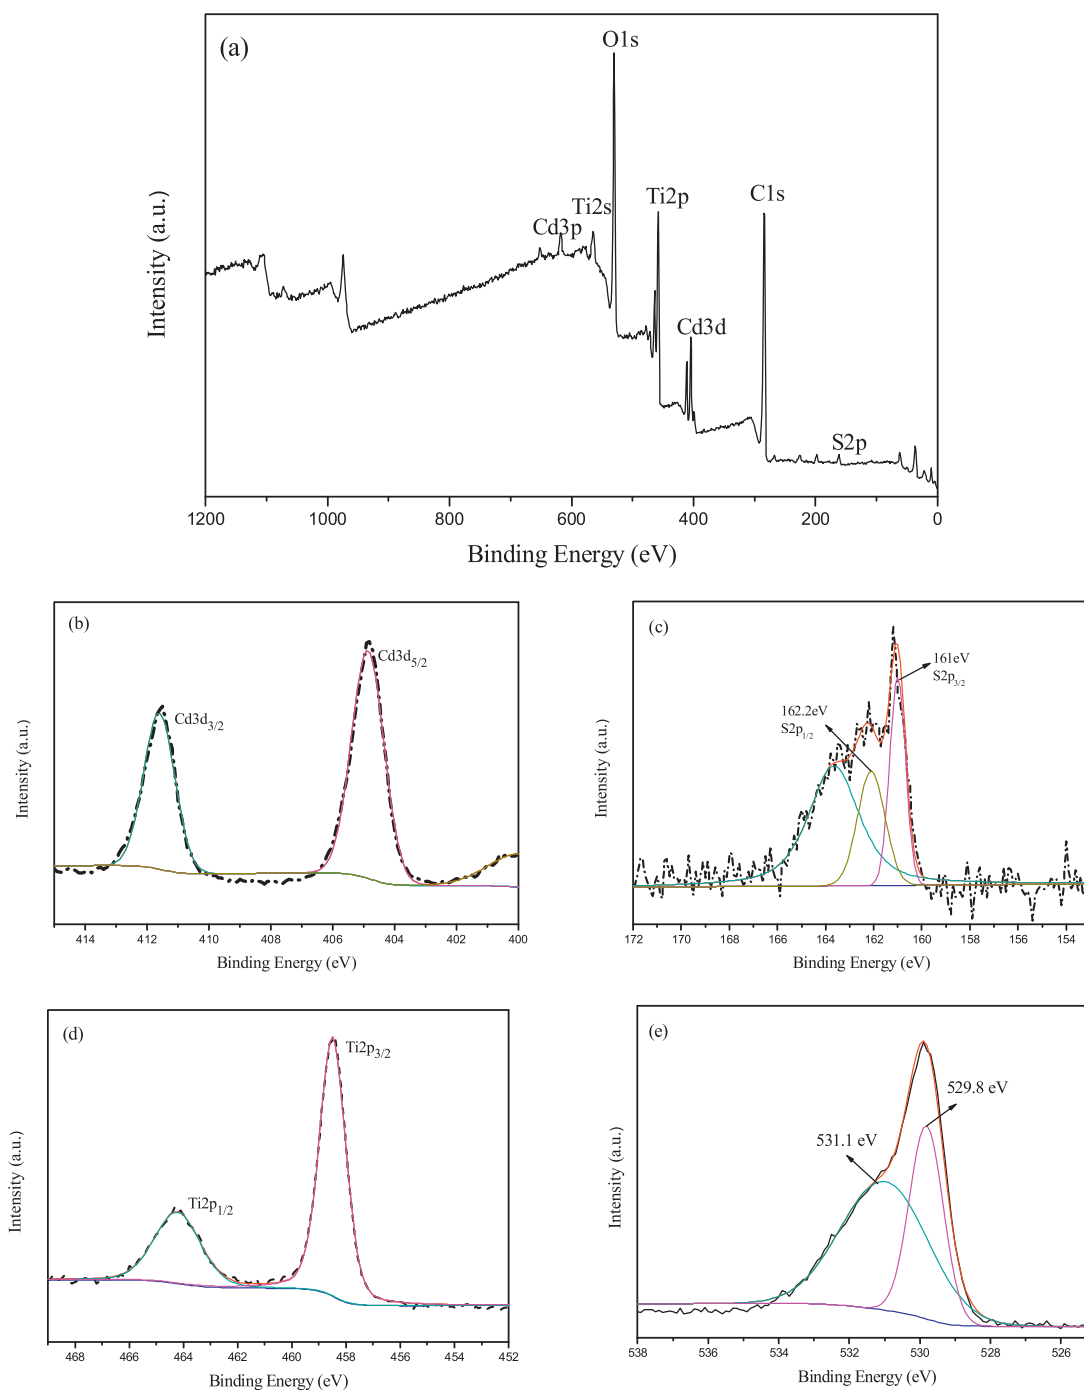 (a)
O1s
C1s
Ti2p
Ti2s
Cd3p
Cd3d
S2p
Intensity (a.u.)
1200 1000 800 600 400 200 0
Binding Energy (eV)
(b)
Cd3d5/2
Cd3d3/2
Intensity (a.u.)
414 412 410 408 406 404 402 400
Binding Energy (eV)
(c)
161eV
S2p3/2
162.2eV
S2p1/2
Intensity (a.u.)
172 170 168 166 164 162 160 158 156 154
Binding Energy (eV)
(d)
Ti2p3/2
Ti2p1/2
Intensity (a.u.)
468 466 464 462 460 458 456 454 452
Binding Energy (eV)
(e)
529.8 eV
531.1 eV
Intensity (a.u.)
538 536 534 532 530 528 526
Binding Energy (eV)